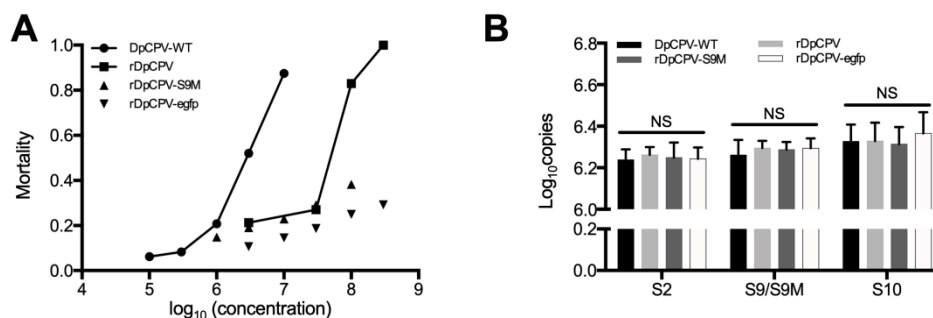 A
DpCPV-WT
rDpCPV
rDpCPV-S9M
rDpCPV-egfp
Mortality
1.0
0.8
0.6
0.4
0.2
0.0
4 5 6 7 8 9
log10 (concentration)
B
DpCPV-WT rDpCPV
rDpCPV-S9M rDpCPV-egfp
Log10copies
6.8
6.6
6.4
6.2
6.0
0.2
0.0
NS NS NS
S2 S9/S9M S10